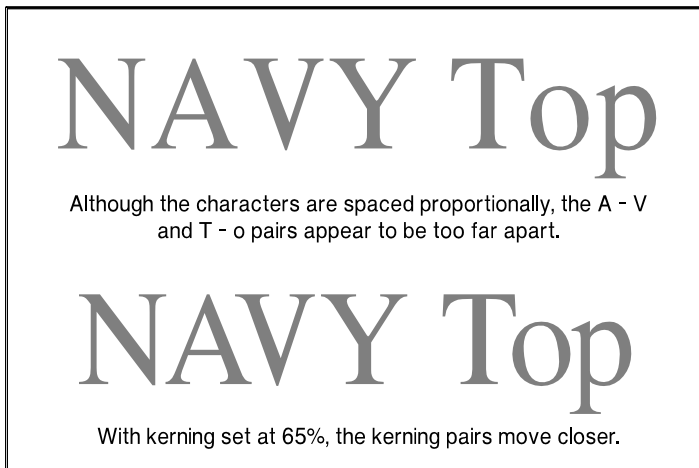 NAVY Top
Although the characters are spaced proportionally, the A - V
and T - o pairs appear to be too far apart.
NAVY Top
With kerning set at 65%, the kerning pairs move closer.